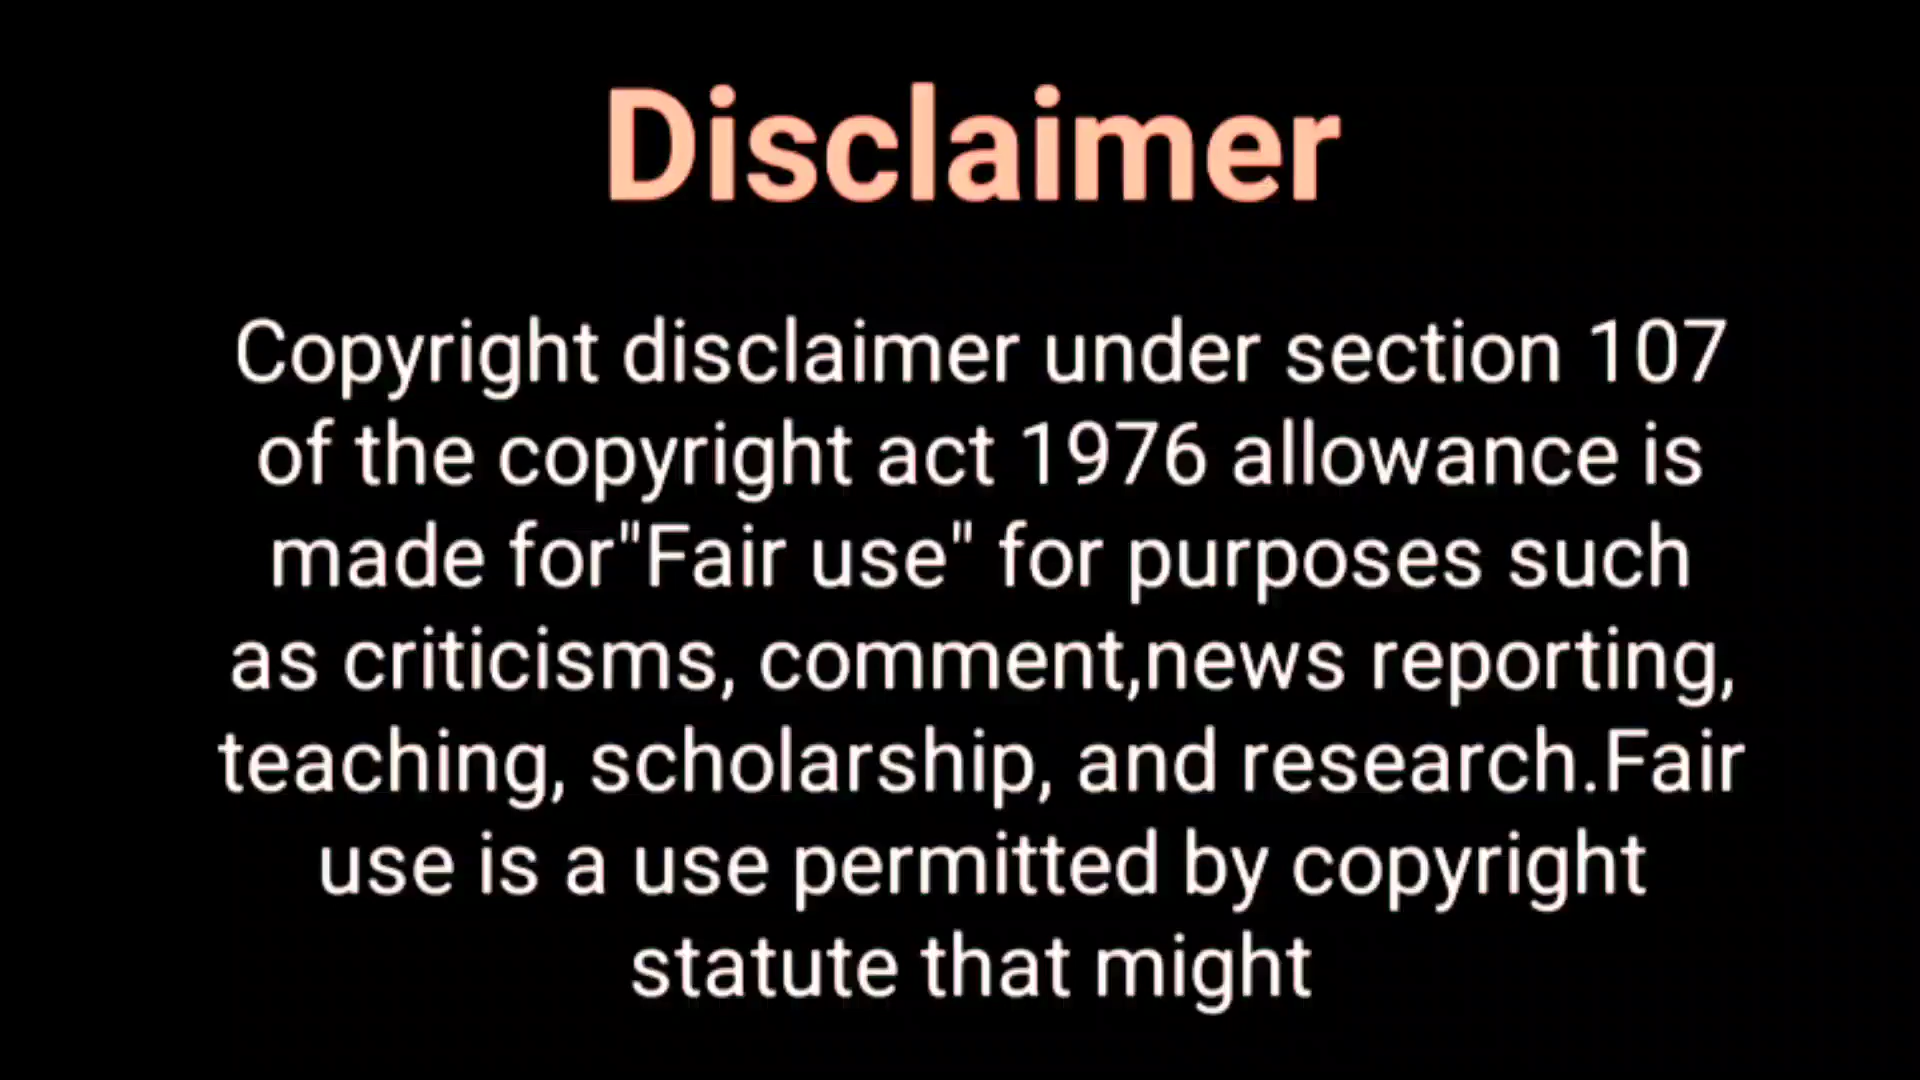 Disclaimer
Copyright disclaimer under section 107
of the copyright act 1976 allowance is
made for"Fair use" for purposes such
as criticisms, comment,news reporting,
teaching, scholarship, and research.Fair
use is a use permitted by copyright
statute that might